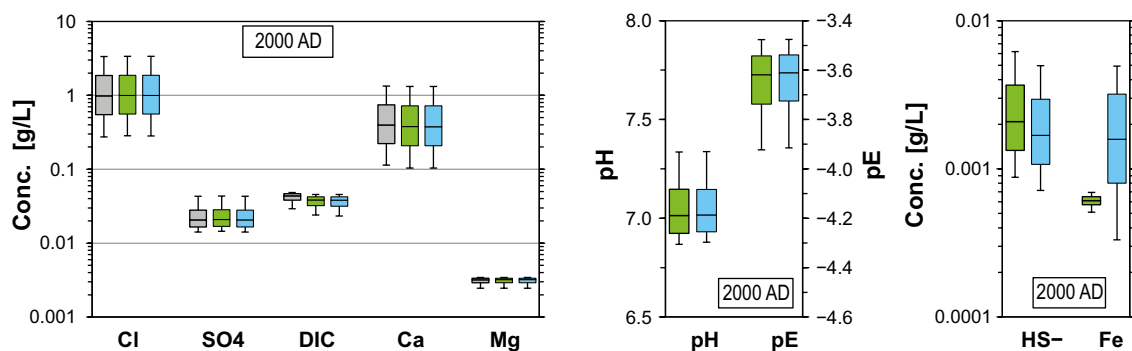 2000 AD
Conc. [g/L]
10
1
0.1
0.01
0.001
Cl SO4 DIC Ca Mg
pH
8.0
7.5
7.0
6.5
2000 AD
pH pE
−3.4
−3.6
−3.8
−4.0
−4.2
−4.4
−4.6
pE
Conc. [g/L]
0.01
0.001
0.0001
2000 AD
HS− Fe